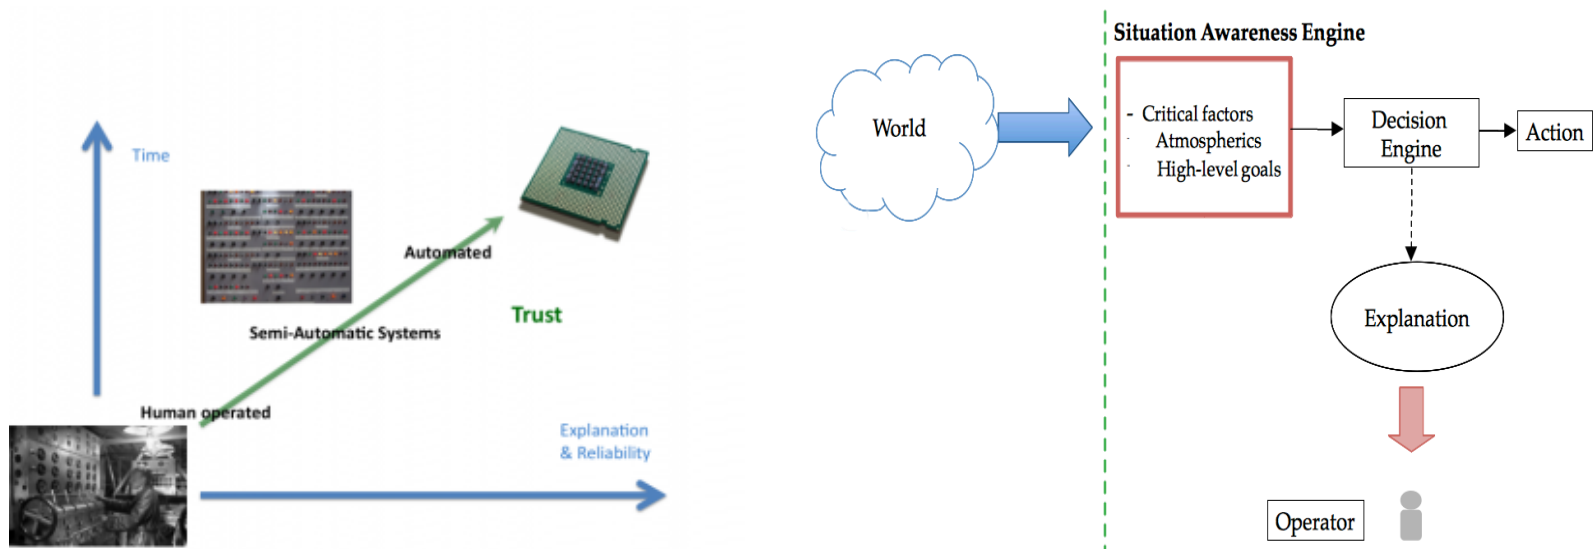 Time
Automated
Trust
Semi-Automatic Systems
Human operated
Explanation
& Reliability
Situation Awareness Engine
World
- Critical factors
- Atmospherics
- High-level goals
Decision
Engine
Action
Explanation
Operator